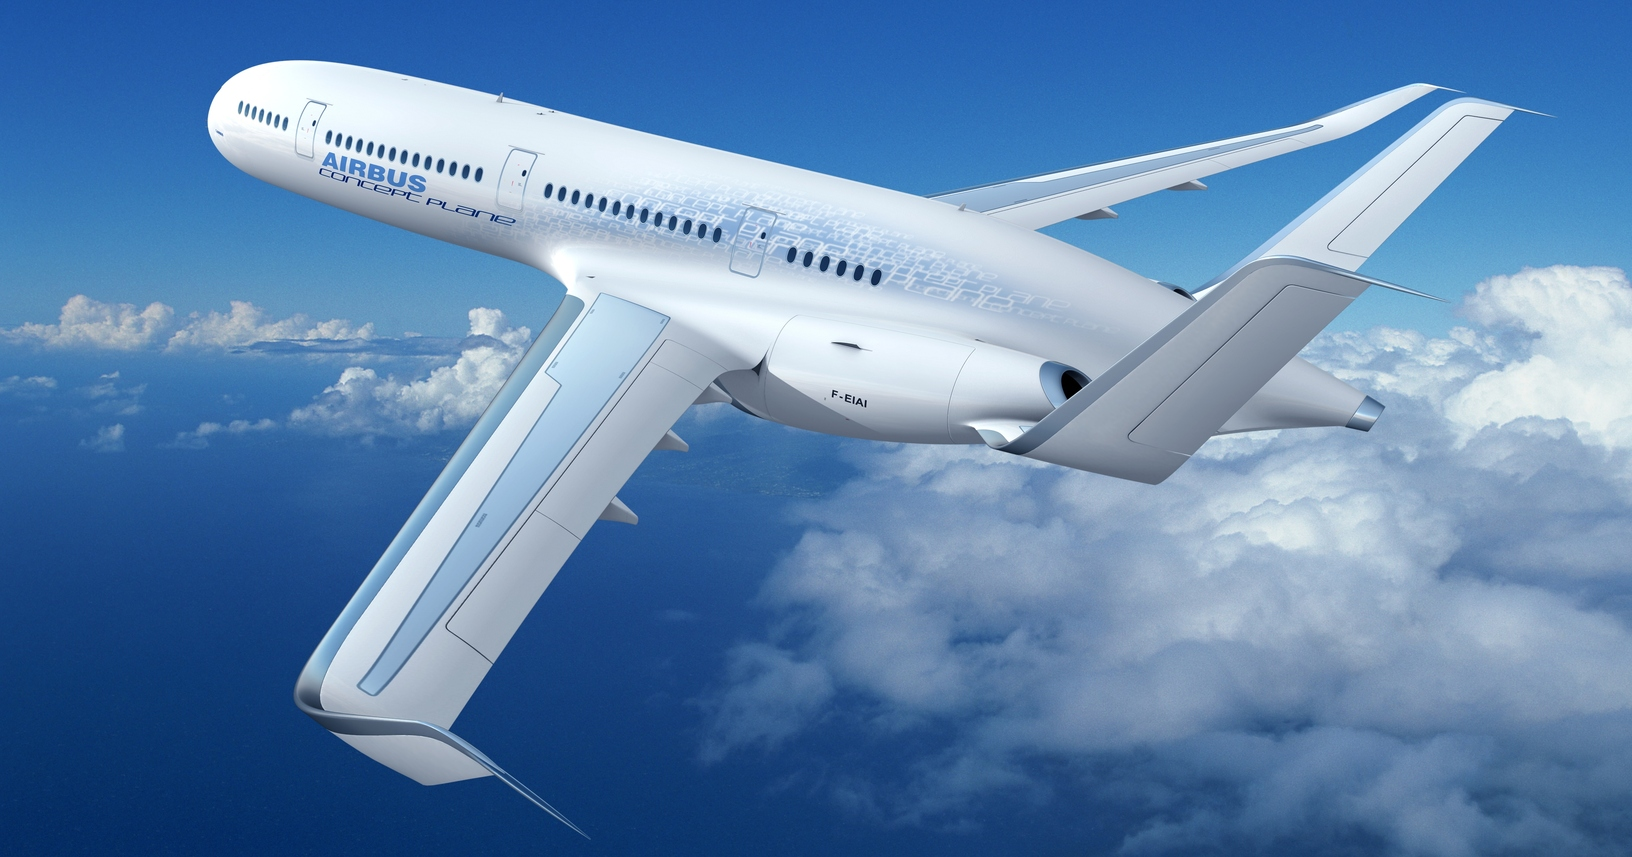 AIRBUS
concept plane
F-EIAI